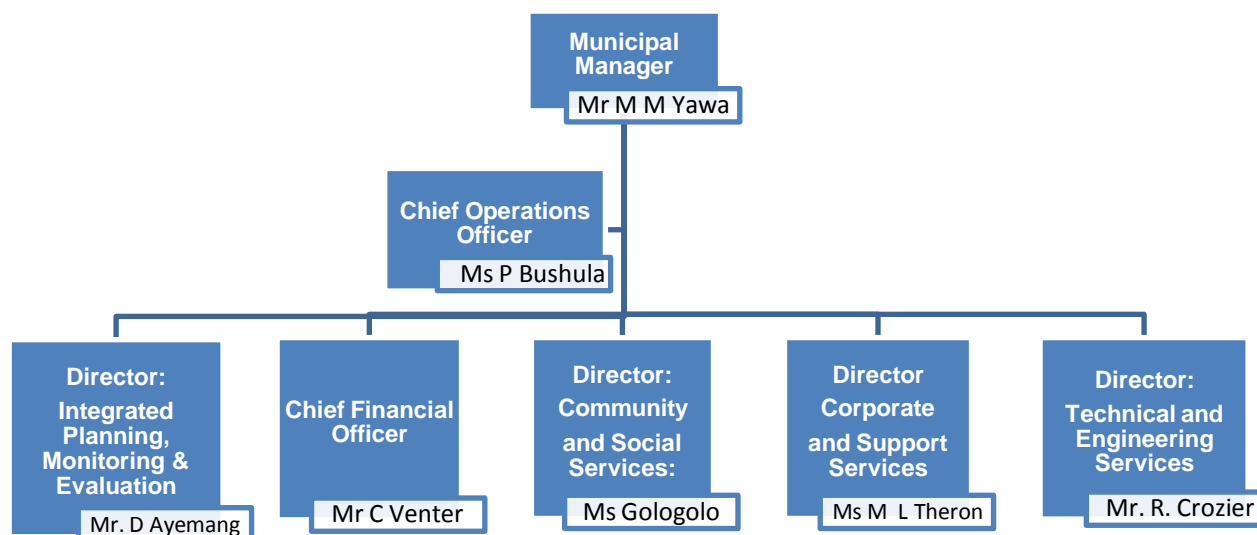 Municipal
Manager
Mr M M Yawa
Chief Operations
Officer
Ms P Bushula
Director:
Integrated
Planning,
Monitoring &
Evaluation
Mr. D Ayemang
Chief Financial
Officer
Mr C Venter
Director:
Community
and Social
Services:
Ms Gologolo
Director
Corporate
and Support
Services
Ms M L Theron
Director:
Technical and
Engineering
Services
Mr. R. Crozier